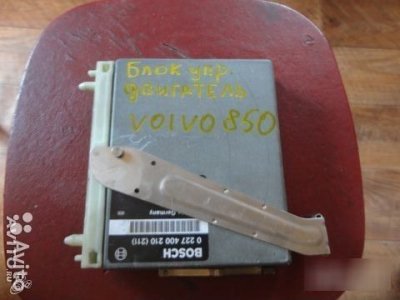 Блок упр.
двигатель
VOLVO 850
Germany
0 227 400 210 (211)
BOSCH
Avito